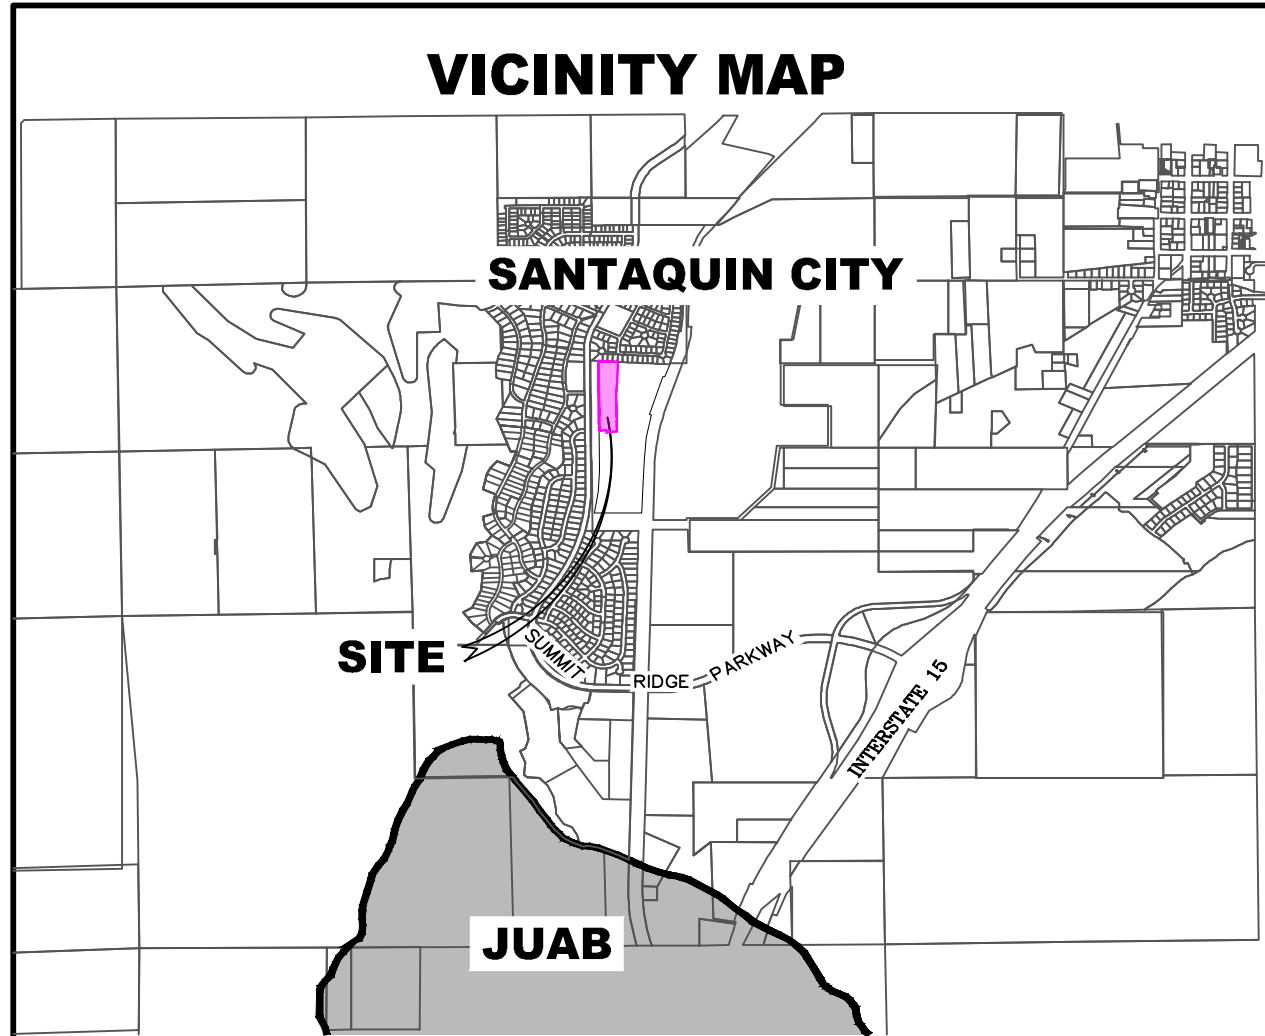 VICINITY MAP
SANTAQUIN CITY
SITE
SUMMIT RIDGE PARKWAY
INTERSTATE 15
JUAB